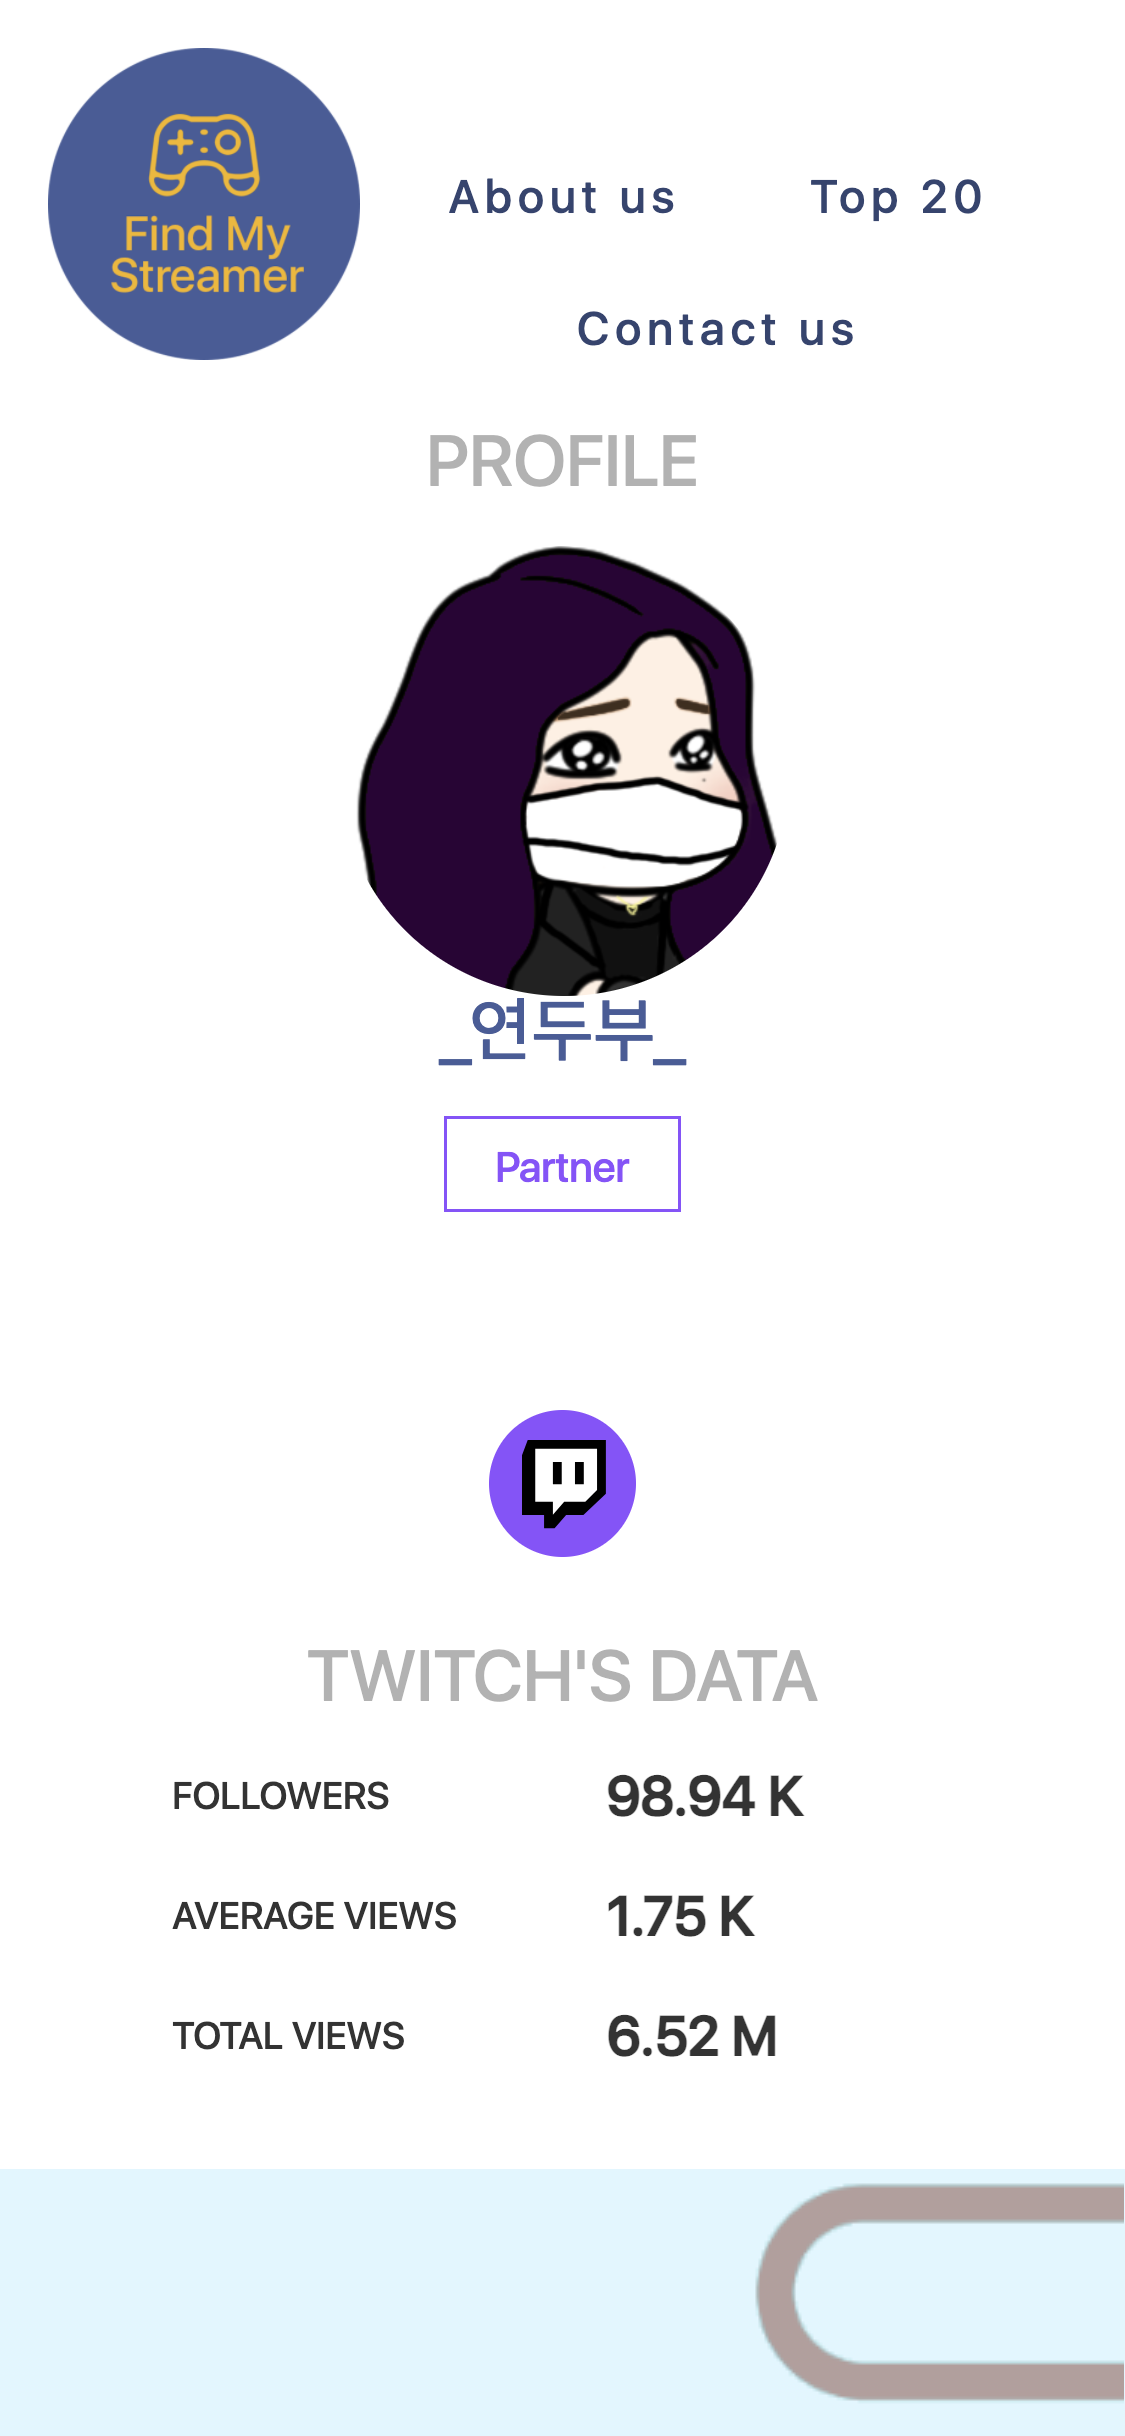 Find My
Streamer
About us
Top 20
Contact us
PROFILE
_연두부_
Partner
TWITCH'S DATA
FOLLOWERS 98.94 K
AVERAGE VIEWS 1.75 K
TOTAL VIEWS 6.52 M